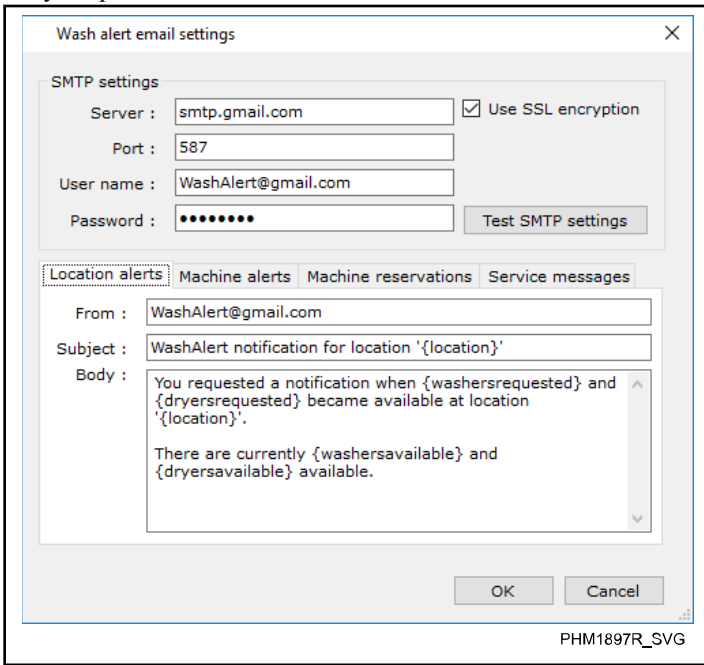 Wash alert email settings
SMTP settings
Server : smtp.gmail.com Use SSL encryption
Port : 587
User name : WashAlert@gmail.com
Password : ●●●●●●●● Test SMTP settings
Location alerts Machine alerts Machine reservations Service messages
From : WashAlert@gmail.com
Subject : WashAlert notification for location '{location}'
Body : You requested a notification when {washersrequested} and
{dryersrequested} became available at location
'{location}'.
There are currently {washersavailable} and
{dryersavailable} available.
OK Cancel
PHM1897R_SVG